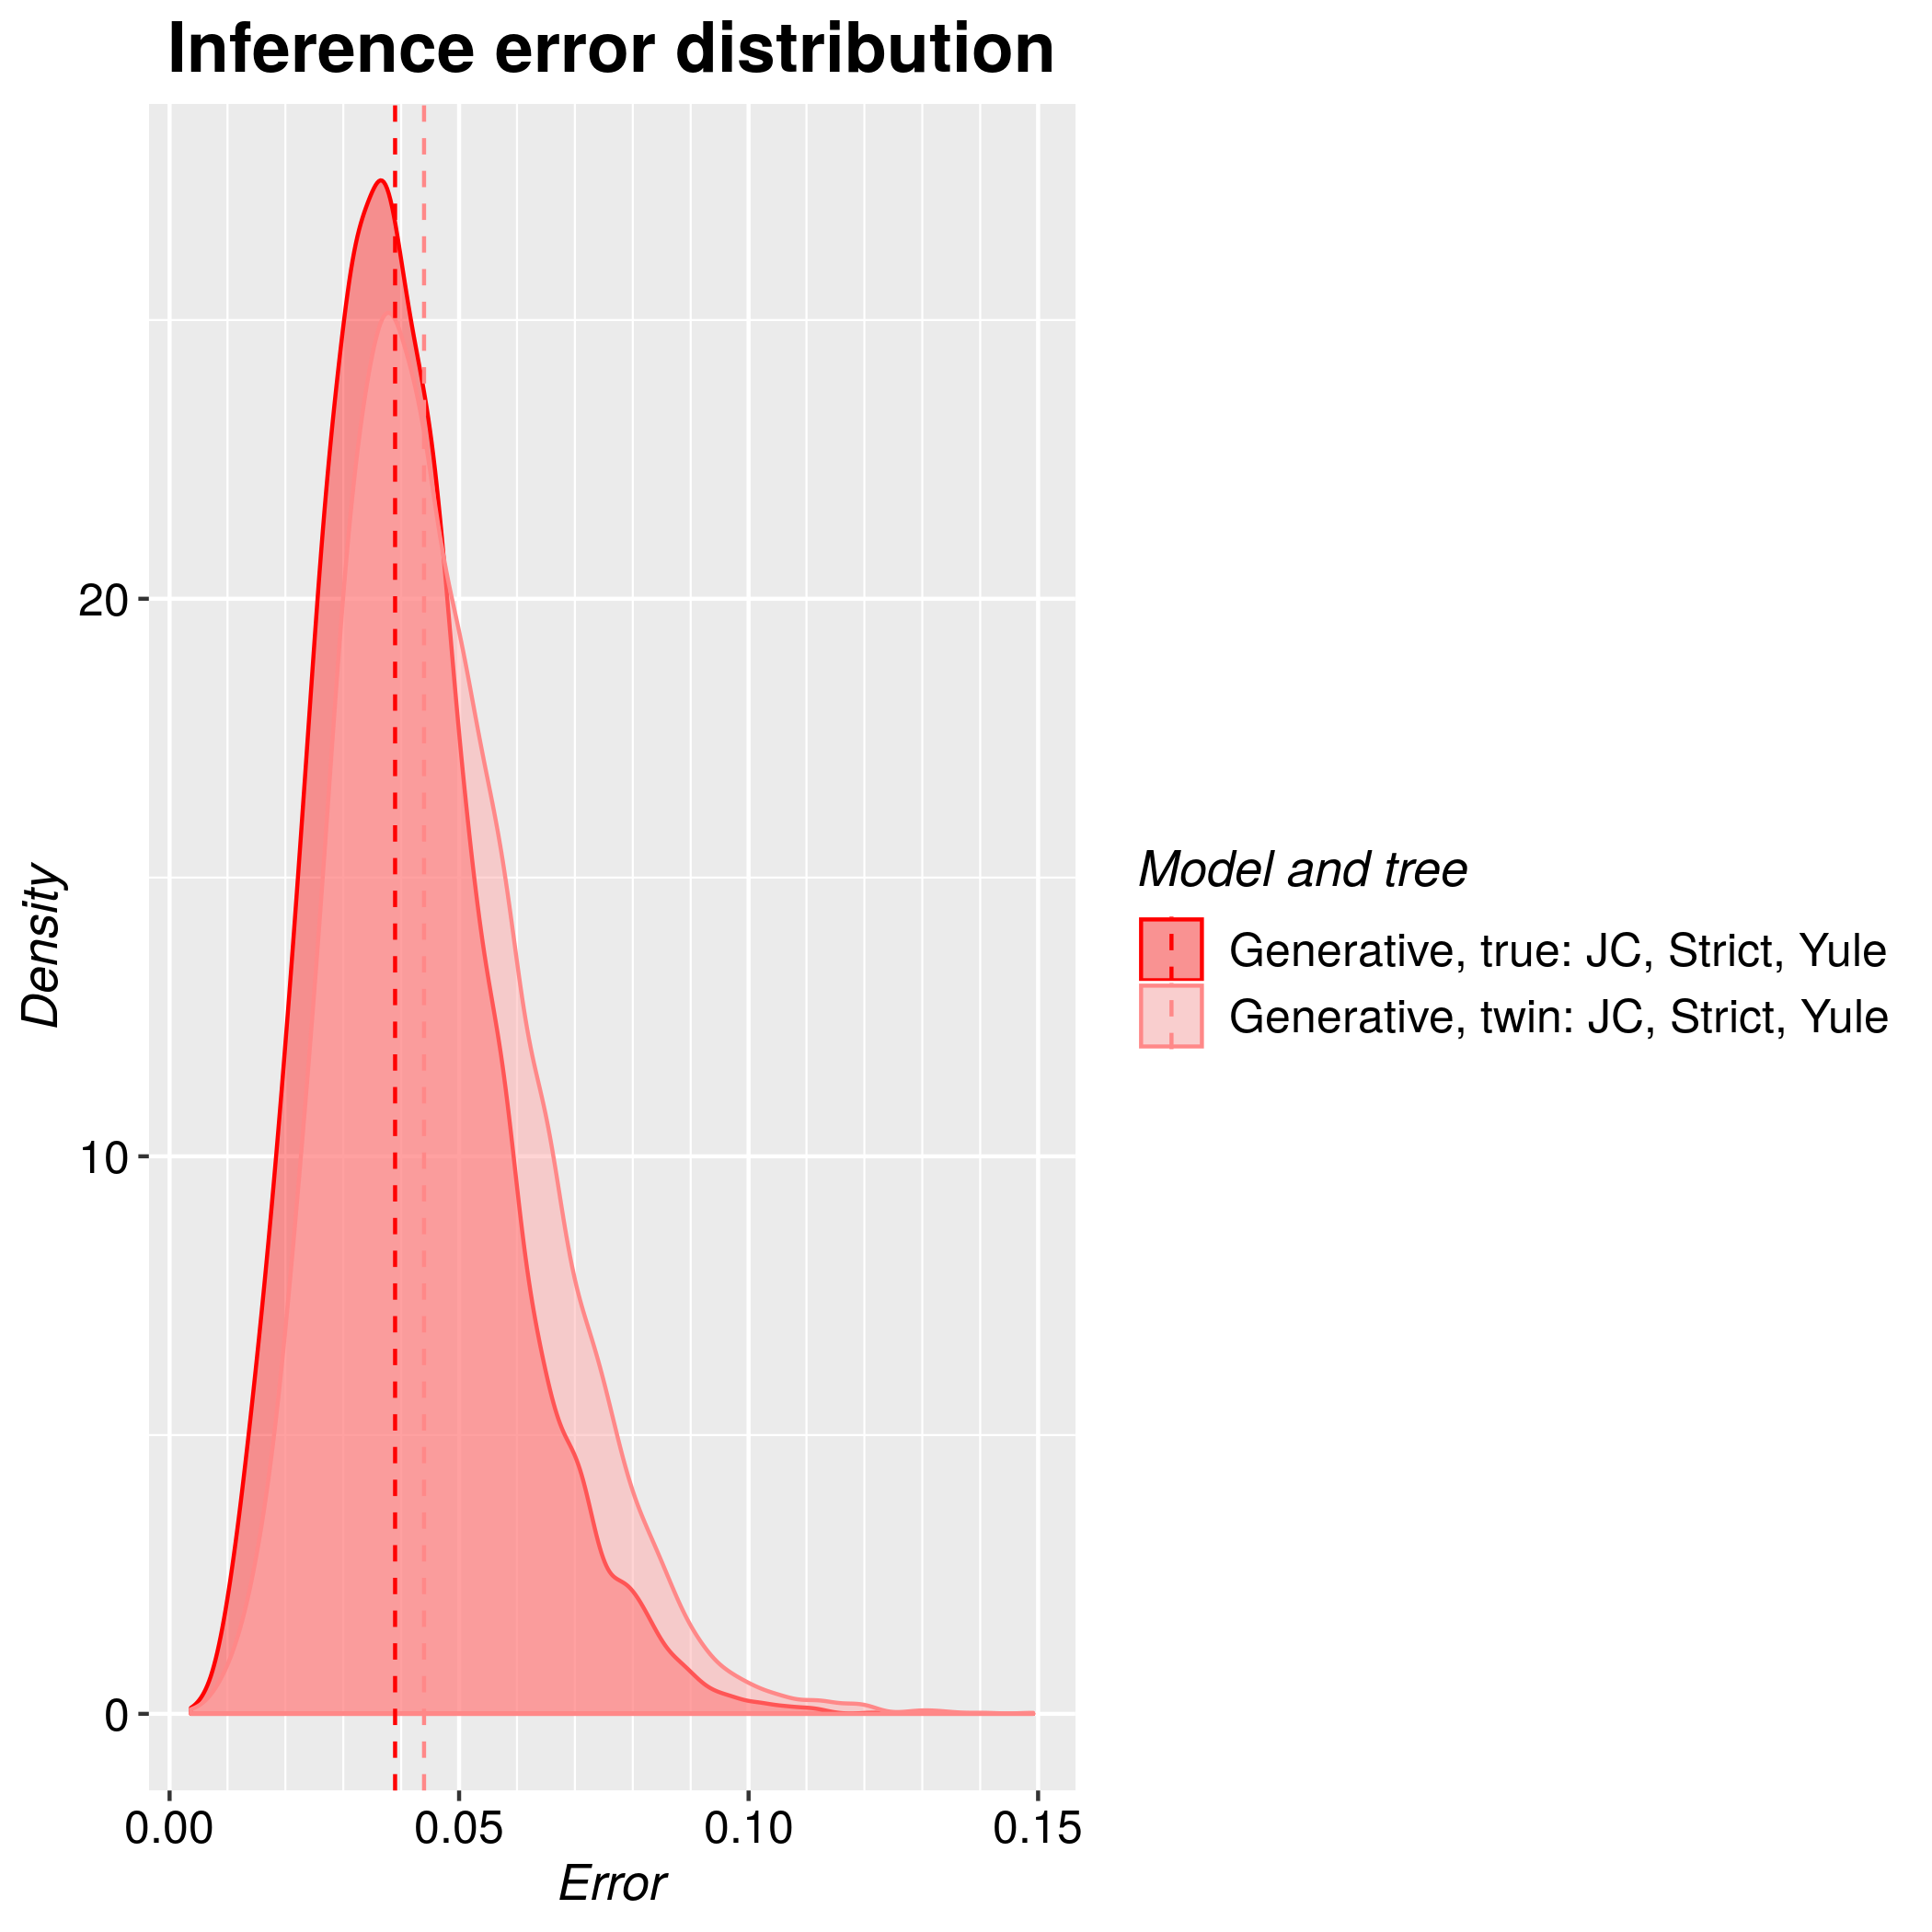 Inference error distribution
Density
20
10
0
0.00 0.05 0.10 0.15
Error
Model and tree
Generative, true: JC, Strict, Yule
Generative, twin: JC, Strict, Yule